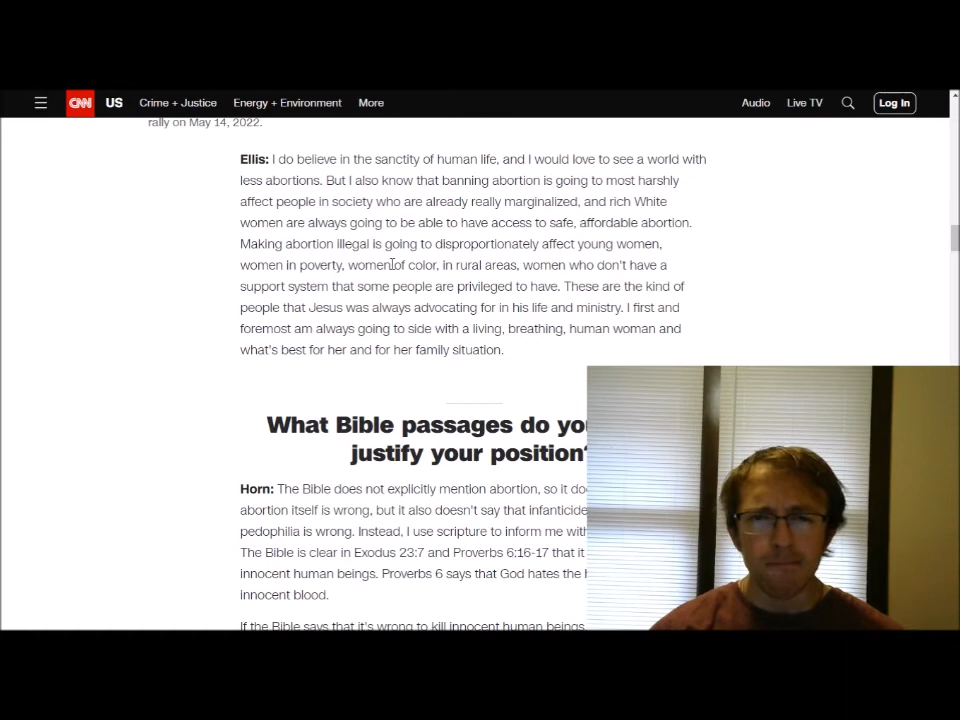 CNN US Crime + Justice Energy + Environment More Audio Live TV Log In
rally on May 14, 2022.
Ellis: I do believe in the sanctity of human life, and I would love to see a world with
less abortions. But I also know that banning abortion is going to most harshly
affect people in society who are already really marginalized, and rich White
women are always going to be able to have access to safe, affordable abortion.
Making abortion illegal is going to disproportionately affect young women,
women in poverty, women of color, in rural areas, women who don't have a
support system that some people are privileged to have. These are the kind of
people that Jesus was always advocating for in his life and ministry. I first and
foremost am always going to side with a living, breathing, human woman and
what's best for her and for her family situation.
What Bible passages do you
justify your position?
Horn: The Bible does not explicitly mention abortion, so it
abortion itself is wrong, but it also doesn't say that infanticide
pedophilia is wrong. Instead, I use scripture to inform me
The Bible is clear in Exodus 23:7 and Proverbs 6:16-17 that it
innocent human beings. Proverbs 6 says that God hates the
innocent blood.
If the Bible says that it's wrong to kill innocent human beings,